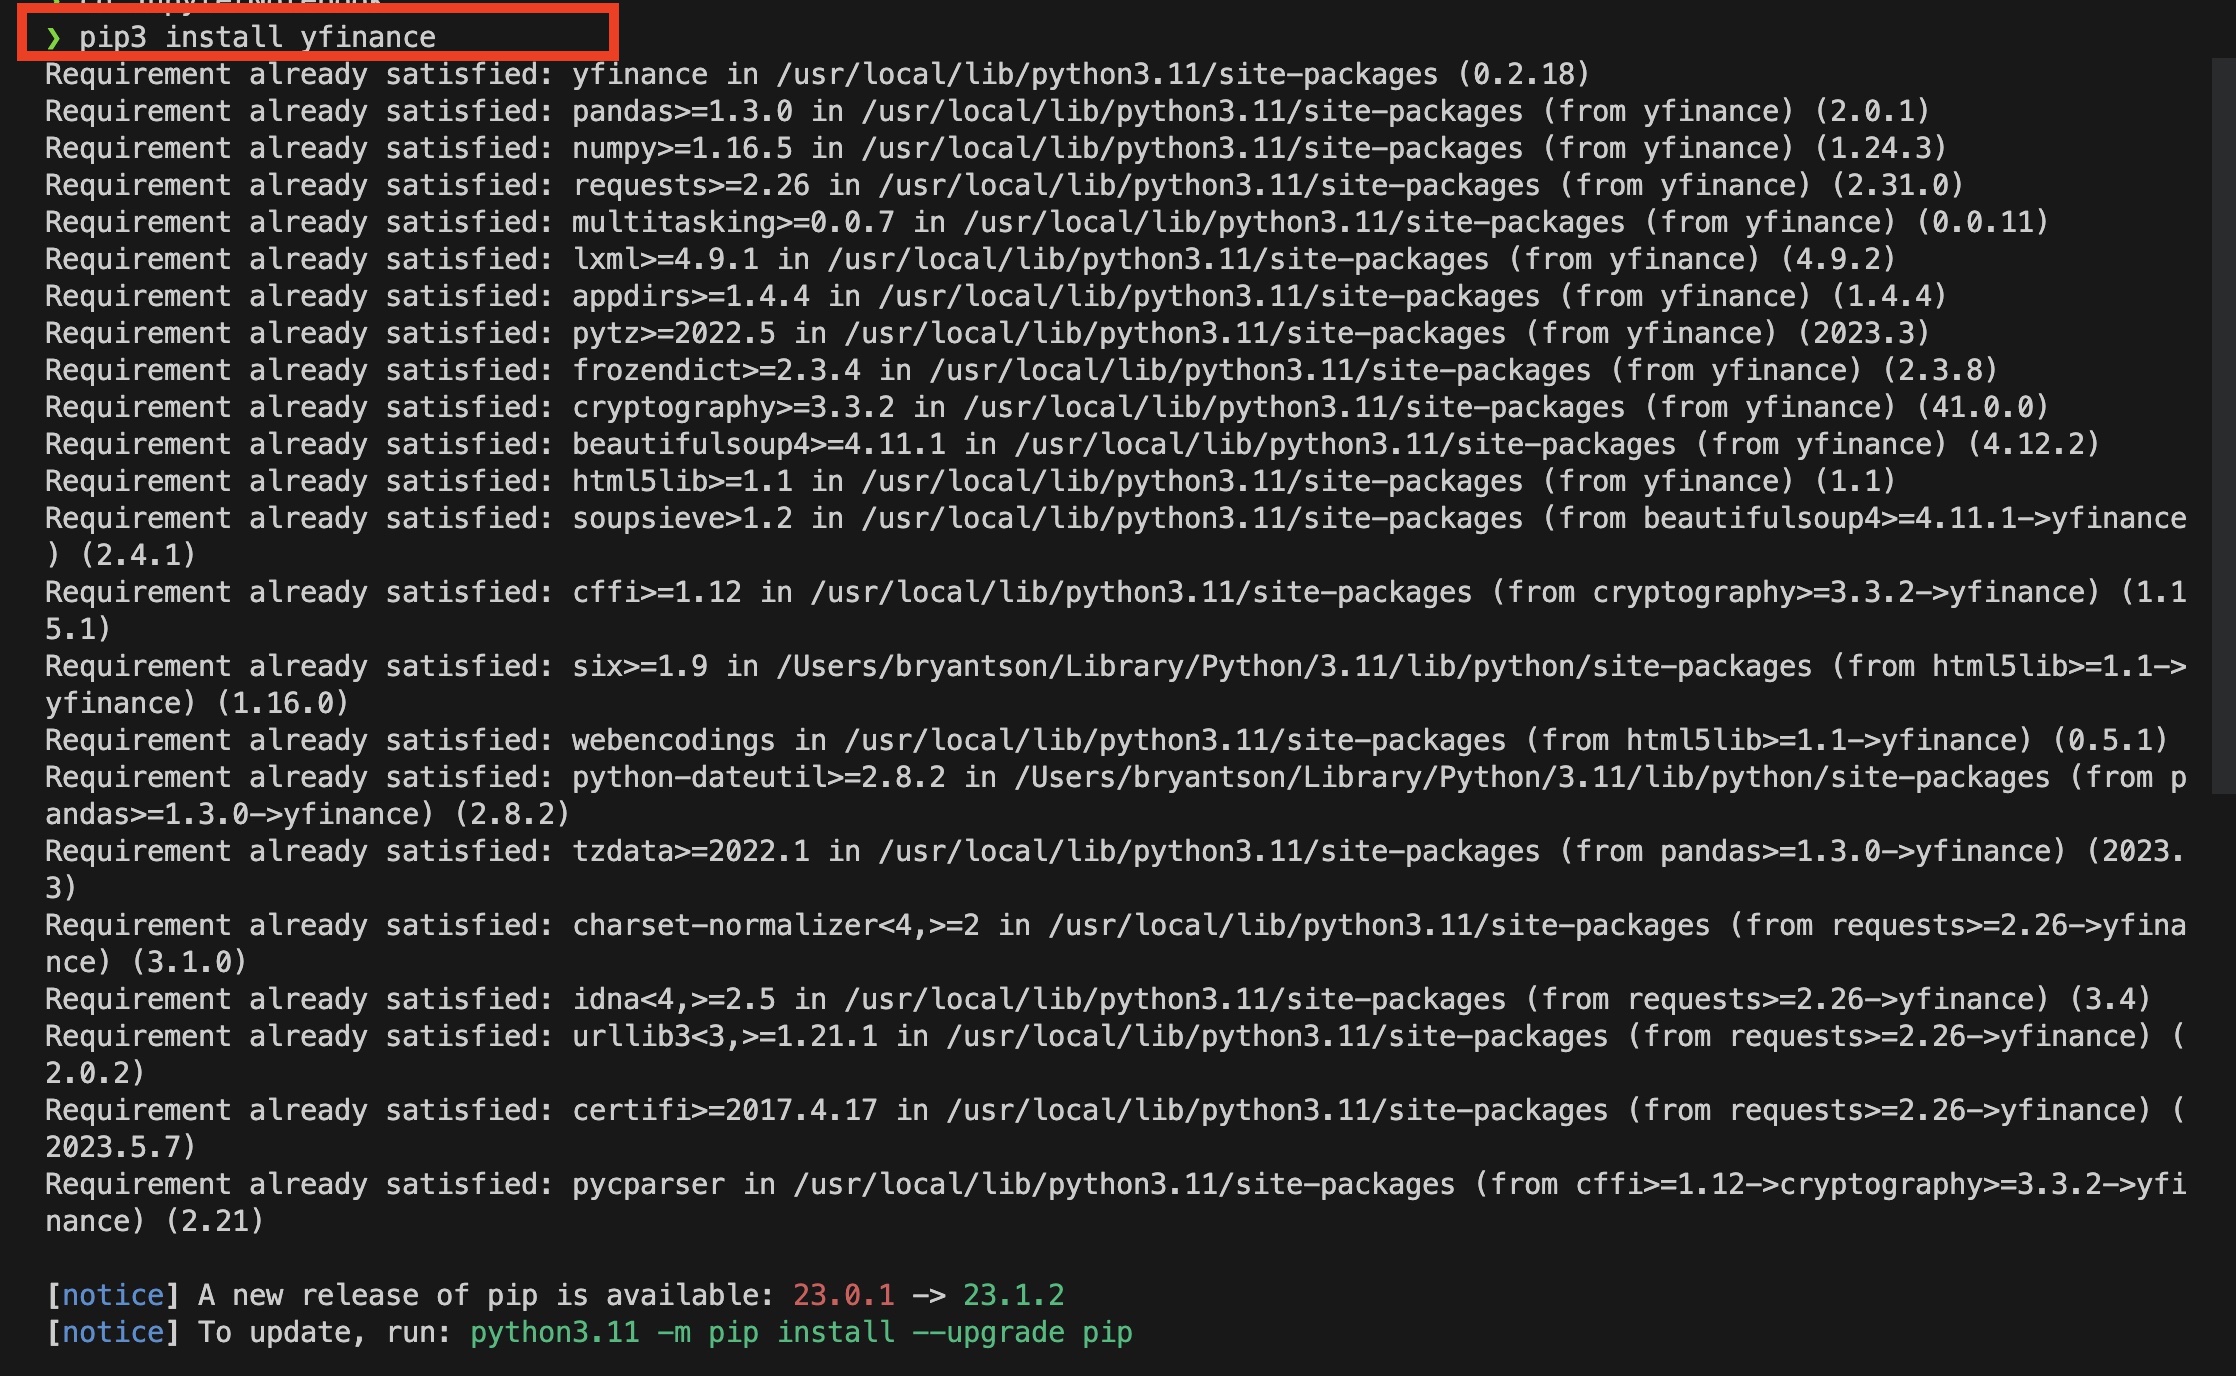 ❯ pip3 install yfinance
Requirement already satisfied: yfinance in /usr/local/lib/python3.11/site-packages (0.2.18)
Requirement already satisfied: pandas>=1.3.0 in /usr/local/lib/python3.11/site-packages (from yfinance) (2.0.1)
Requirement already satisfied: numpy>=1.16.5 in /usr/local/lib/python3.11/site-packages (from yfinance) (1.24.3)
Requirement already satisfied: requests>=2.26 in /usr/local/lib/python3.11/site-packages (from yfinance) (2.31.0)
Requirement already satisfied: multitasking>=0.0.7 in /usr/local/lib/python3.11/site-packages (from yfinance) (0.0.11)
Requirement already satisfied: lxml>=4.9.1 in /usr/local/lib/python3.11/site-packages (from yfinance) (4.9.2)
Requirement already satisfied: appdirs>=1.4.4 in /usr/local/lib/python3.11/site-packages (from yfinance) (1.4.4)
Requirement already satisfied: pytz>=2022.5 in /usr/local/lib/python3.11/site-packages (from yfinance) (2023.3)
Requirement already satisfied: frozendict>=2.3.4 in /usr/local/lib/python3.11/site-packages (from yfinance) (2.3.8)
Requirement already satisfied: cryptography>=3.3.2 in /usr/local/lib/python3.11/site-packages (from yfinance) (41.0.0)
Requirement already satisfied: beautifulsoup4>=4.11.1 in /usr/local/lib/python3.11/site-packages (from yfinance) (4.12.2)
Requirement already satisfied: html5lib>=1.1 in /usr/local/lib/python3.11/site-packages (from yfinance) (1.1)
Requirement already satisfied: soupsieve>1.2 in /usr/local/lib/python3.11/site-packages (from beautifulsoup4>=4.11.1->yfinance
) (2.4.1)
Requirement already satisfied: cffi>=1.12 in /usr/local/lib/python3.11/site-packages (from cryptography>=3.3.2->yfinance) (1.1
5.1)
Requirement already satisfied: six>=1.9 in /Users/bryantson/Library/Python/3.11/lib/python/site-packages (from html5lib>=1.1->
yfinance) (1.16.0)
Requirement already satisfied: webencodings in /usr/local/lib/python3.11/site-packages (from html5lib>=1.1->yfinance) (0.5.1)
Requirement already satisfied: python-dateutil>=2.8.2 in /Users/bryantson/Library/Python/3.11/lib/python/site-packages (from p
andas>=1.3.0->yfinance) (2.8.2)
Requirement already satisfied: tzdata>=2022.1 in /usr/local/lib/python3.11/site-packages (from pandas>=1.3.0->yfinance) (2023.
3)
Requirement already satisfied: charset-normalizer<4,>=2 in /usr/local/lib/python3.11/site-packages (from requests>=2.26->yfina
nce) (3.1.0)
Requirement already satisfied: idna<4,>=2.5 in /usr/local/lib/python3.11/site-packages (from requests>=2.26->yfinance) (3.4)
Requirement already satisfied: urllib3<3,>=1.21.1 in /usr/local/lib/python3.11/site-packages (from requests>=2.26->yfinance) (
2.0.2)
Requirement already satisfied: certifi>=2017.4.17 in /usr/local/lib/python3.11/site-packages (from requests>=2.26->yfinance) (
2023.5.7)
Requirement already satisfied: pycparser in /usr/local/lib/python3.11/site-packages (from cffi>=1.12->cryptography>=3.3.2->yfi
nance) (2.21)
[notice] A new release of pip is available: 23.0.1 -> 23.1.2
[notice] To update, run: python3.11 -m pip install --upgrade pip